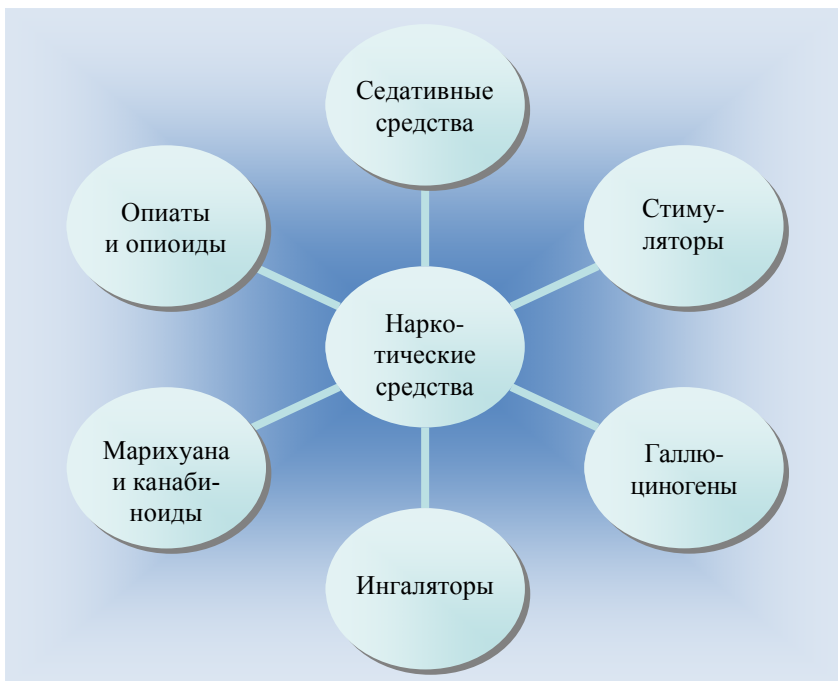 Седативные
средства
Опиаты
и опиоиды
Стиму-
ляторы
Нарко-
тические
средства
Марихуана
и канаби-
ноиды
Галлю-
циногены
Ингаляторы